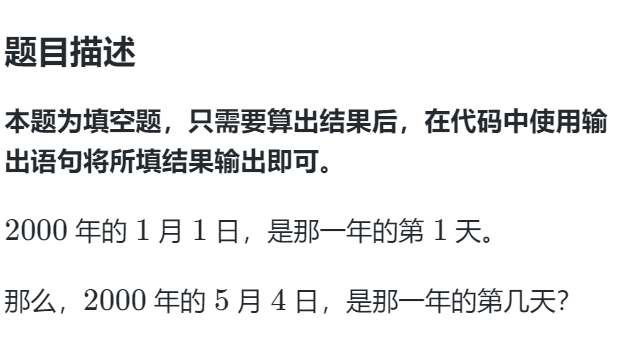 题目描述
本题为填空题，只需要算出结果后，在代码中使用输
出语句将所填结果输出即可。
2000 年的 1 月 1 日，是那一年的第 1 天。
那么，2000 年的 5 月 4 日，是那一年的第几天？